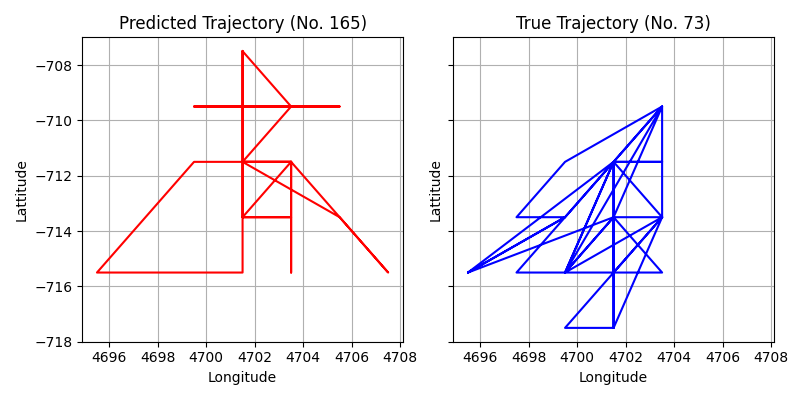 Predicted Trajectory (No. 165)
True Trajectory (No. 73)
−708
−710
−712
−714
−716
−718
Lattitude
Lattitude
4696 4698 4700 4702 4704 4706 4708
4696 4698 4700 4702 4704 4706 4708
Longitude
Longitude